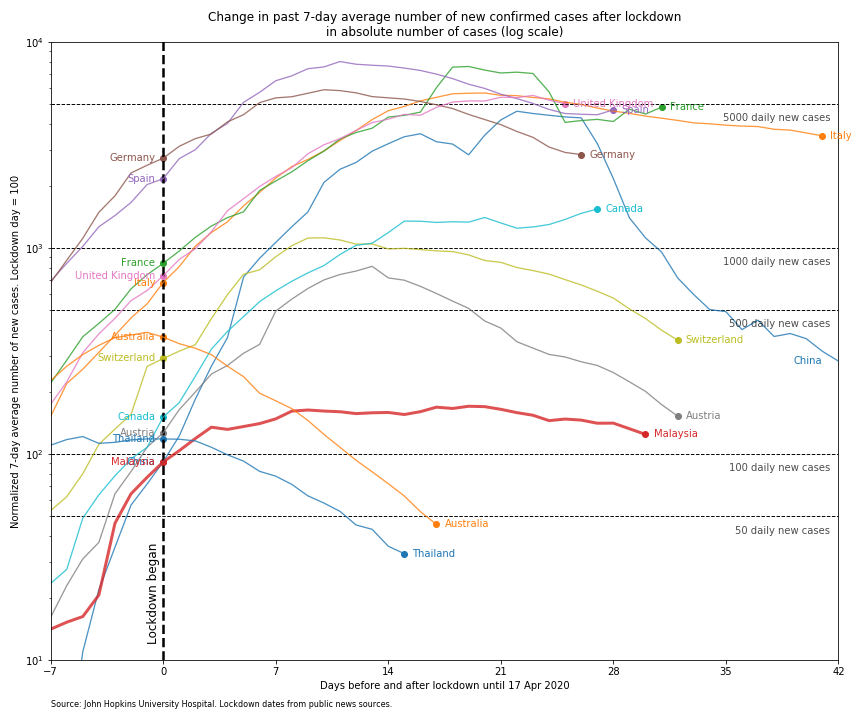 Change in past 7-day average number of new confirmed cases after lockdown
in absolute number of cases (log scale)
Normalized 7-day average number of new cases. Lockdown day = 100
10⁴
10³
10²
10¹
Germany
Spain
France
United Kingdom
Italy
Australia
Switzerland
Canada
Austria
Thailand
Malaysia
China
Lockdown began
United Kingdom
Spain
France
5000 daily new cases
Italy
Germany
Canada
1000 daily new cases
500 daily new cases
Switzerland
China
Austria
Malaysia
100 daily new cases
Australia
50 daily new cases
Thailand
−7
0
7
14
21
28
35
42
Days before and after lockdown until 17 Apr 2020
Source: John Hopkins University Hospital. Lockdown dates from public news sources.